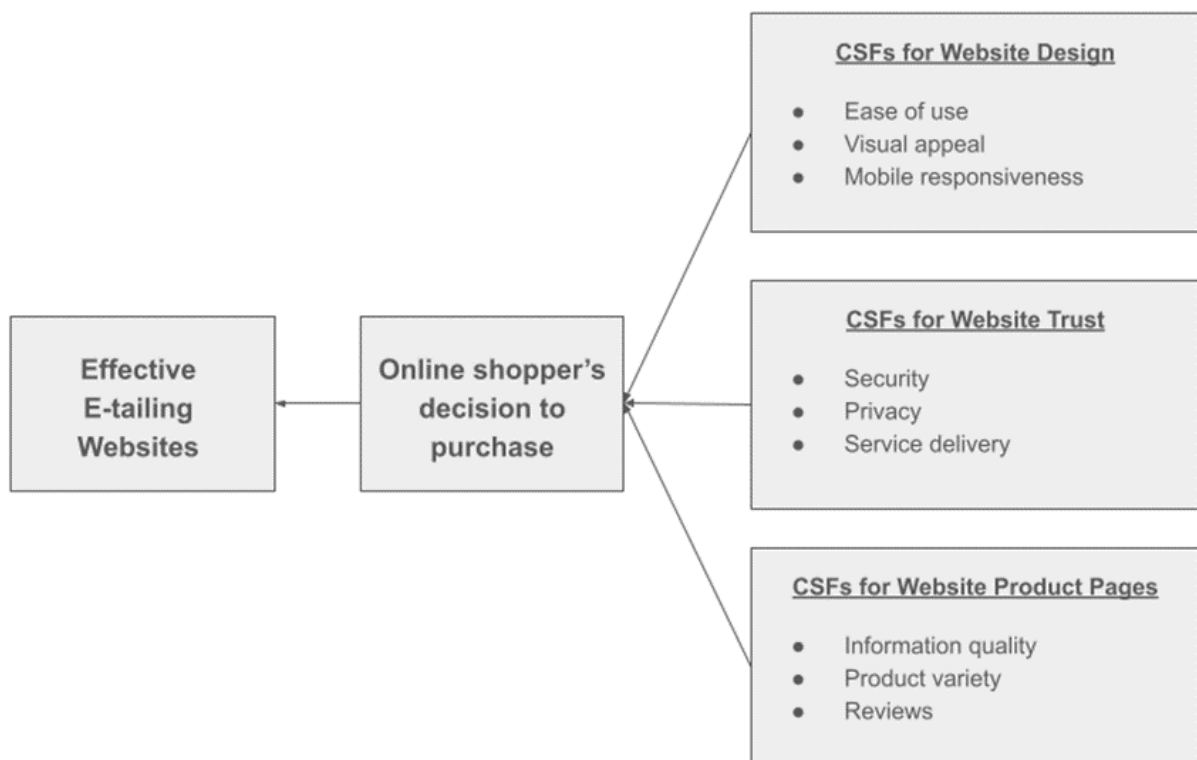 CSFs for Website Design
● Ease of use
● Visual appeal
● Mobile responsiveness
Effective
E-tailing
Websites
Online shopper’s
decision to
purchase
CSFs for Website Trust
● Security
● Privacy
● Service delivery
CSFs for Website Product Pages
● Information quality
● Product variety
● Reviews